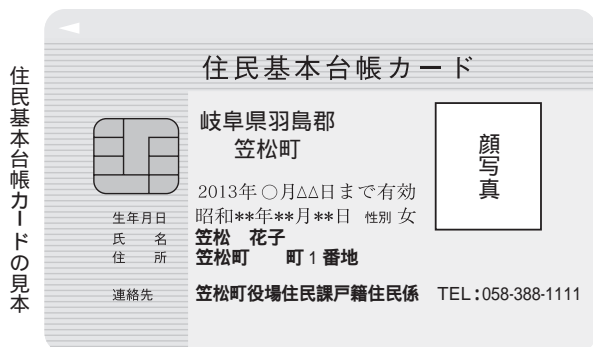 住民基本台帳カードの見本
住民基本台帳カード
岐阜県羽島郡
笠松町
顔写真
2013年○月△△日まで有効
生年月日 昭和**年**月**日 性別 女
氏 名 笠松 花子
住 所 笠松町 町1番地
連絡先 笠松町役場住民課戸籍住民係 TEL:058-388-1111